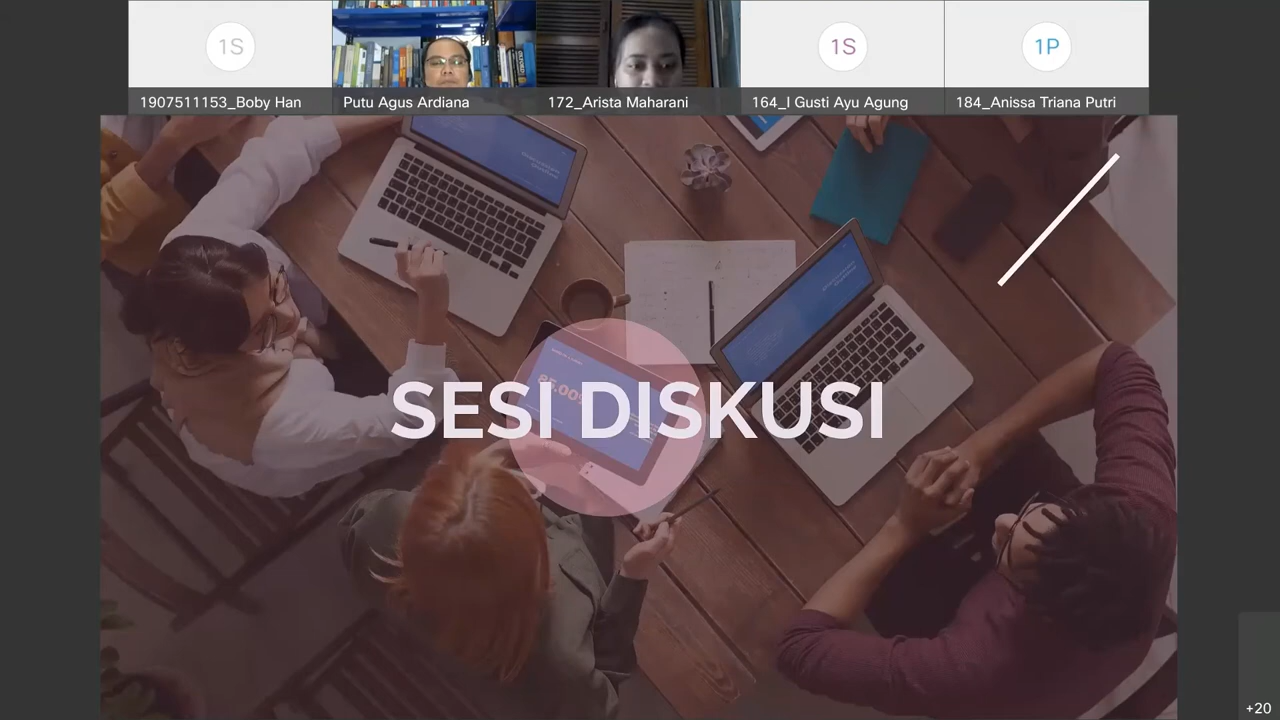 1S
1S
1P
1907511153_Boby Han
Putu Agus Ardiana
172_Arista Maharani
164_I Gusti Ayu Agung
184_Anissa Triana Putri
SESI DISKUSI
+20